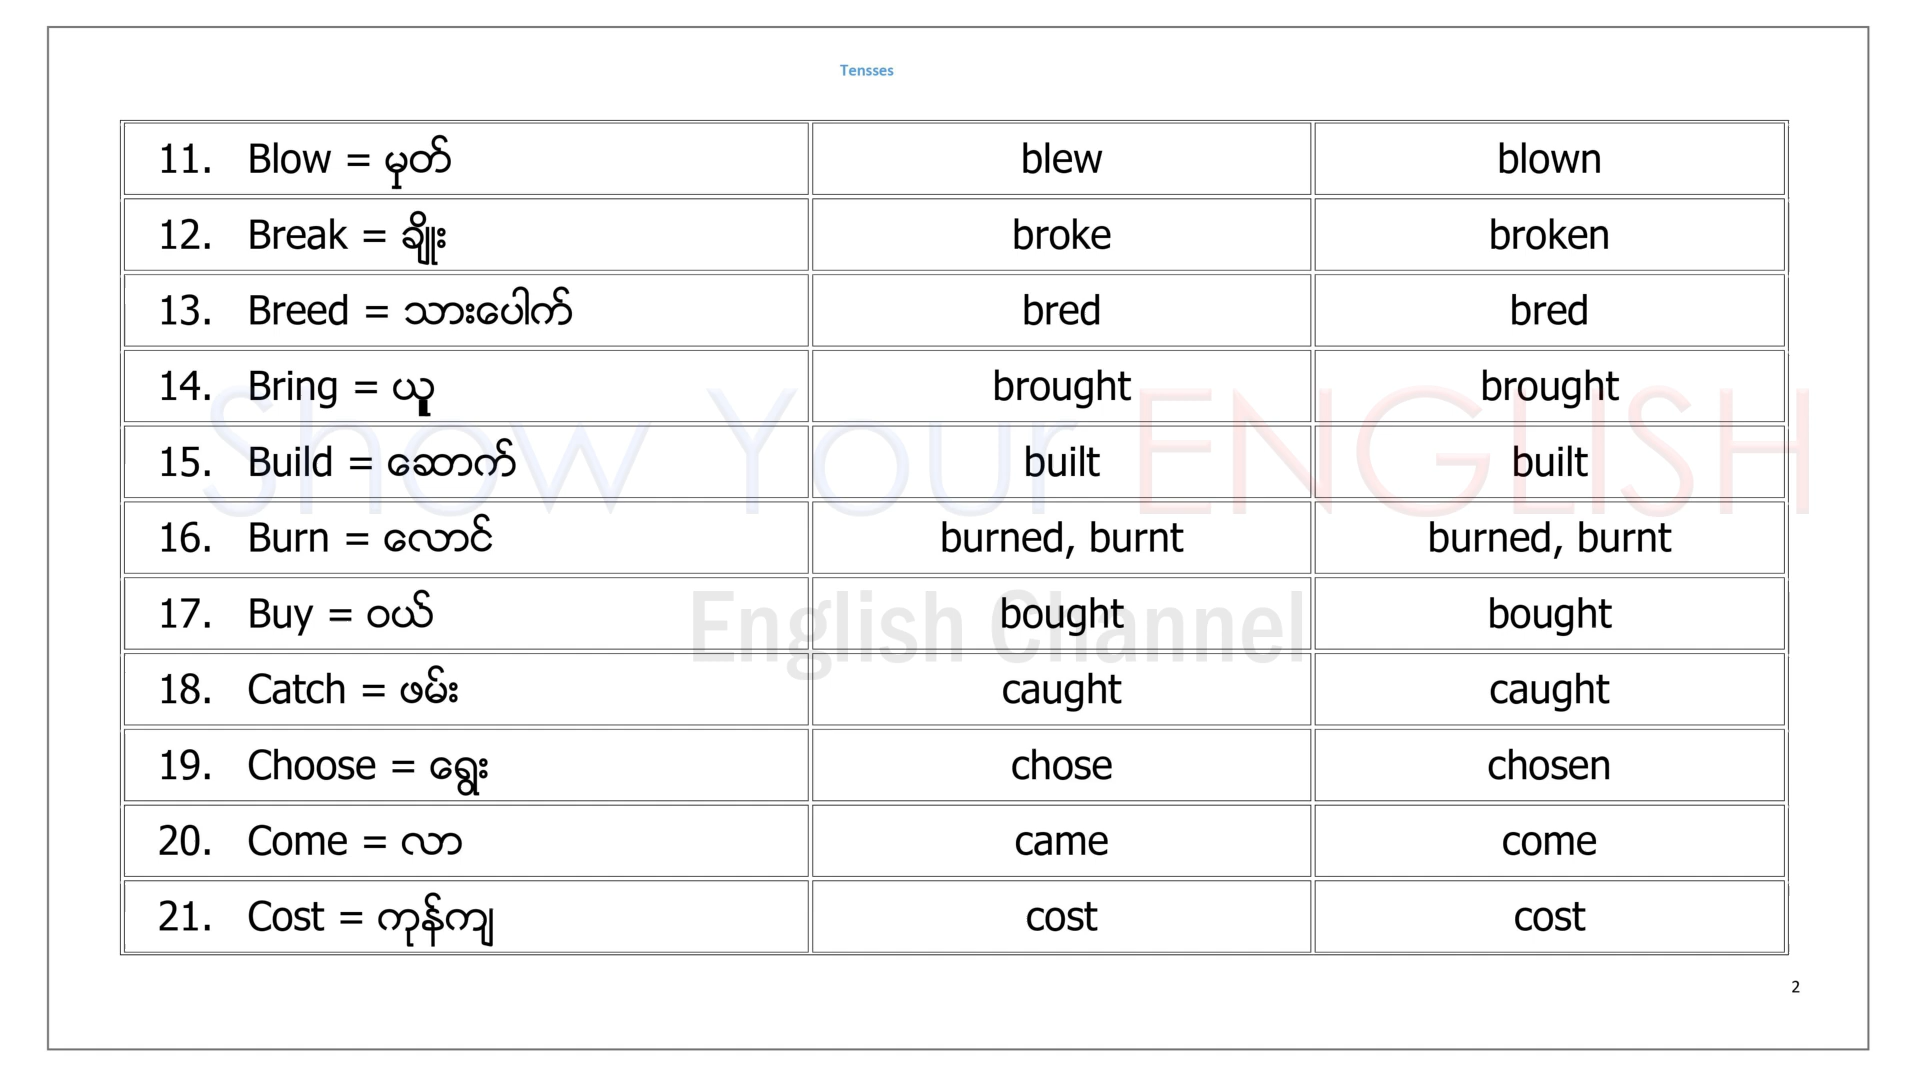 Tensses
11. Blow = မှုတ် blew blown
12. Break = ချိုး broke broken
13. Breed = သားပေါက် bred bred
14. Bring = ယူ brought brought
15. Build = ဆောက် built built
16. Burn = လောင် burned, burnt burned, burnt
17. Buy = ဝယ် bought bought
18. Catch = ဖမ်း caught caught
19. Choose = ရွေး chose chosen
20. Come = လာ came come
21. Cost = ကုန်ကျ cost cost
Show Your ENGLISH
English Channel
2